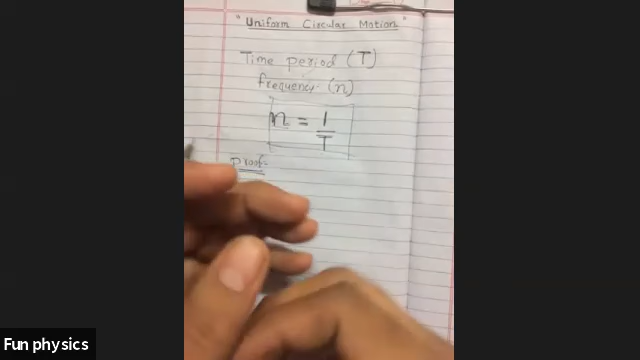 "Uniform Circular Motion"
Time period (T)
frequency (n)
n = 1/T
Proof-
Fun physics